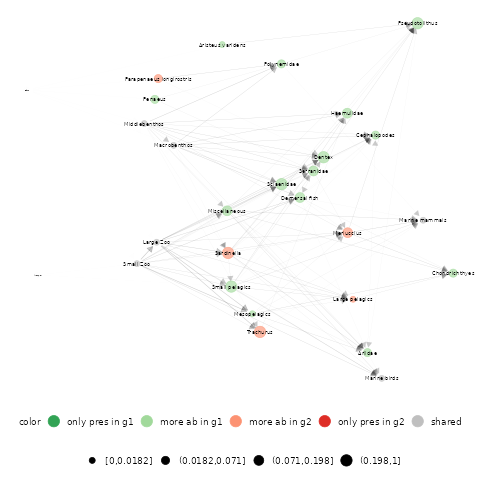 Pseudotolithus
Aristeus varidens
Polynemidae
Parapenaeus longirostris
Penaeus
Haemulidae
Middlebenthos
Cephalopodes
Macrobenthos
Dentex
Serranidae
Sciaenidae
Demersal fish
Miscellaneous
Marine mammals
Merluccius
Large Zoo
Sardinella
Small Zoo
Chondrichthyes
Small pelagics
Large pelagics
Mesopelagics
Trachurus
Ariidae
Marine birds
color only pres in g1 more ab in g1 more ab in g2 only pres in g2 shared
[0,0.0182] (0.0182,0.071] (0.071,0.198] (0.198,1]